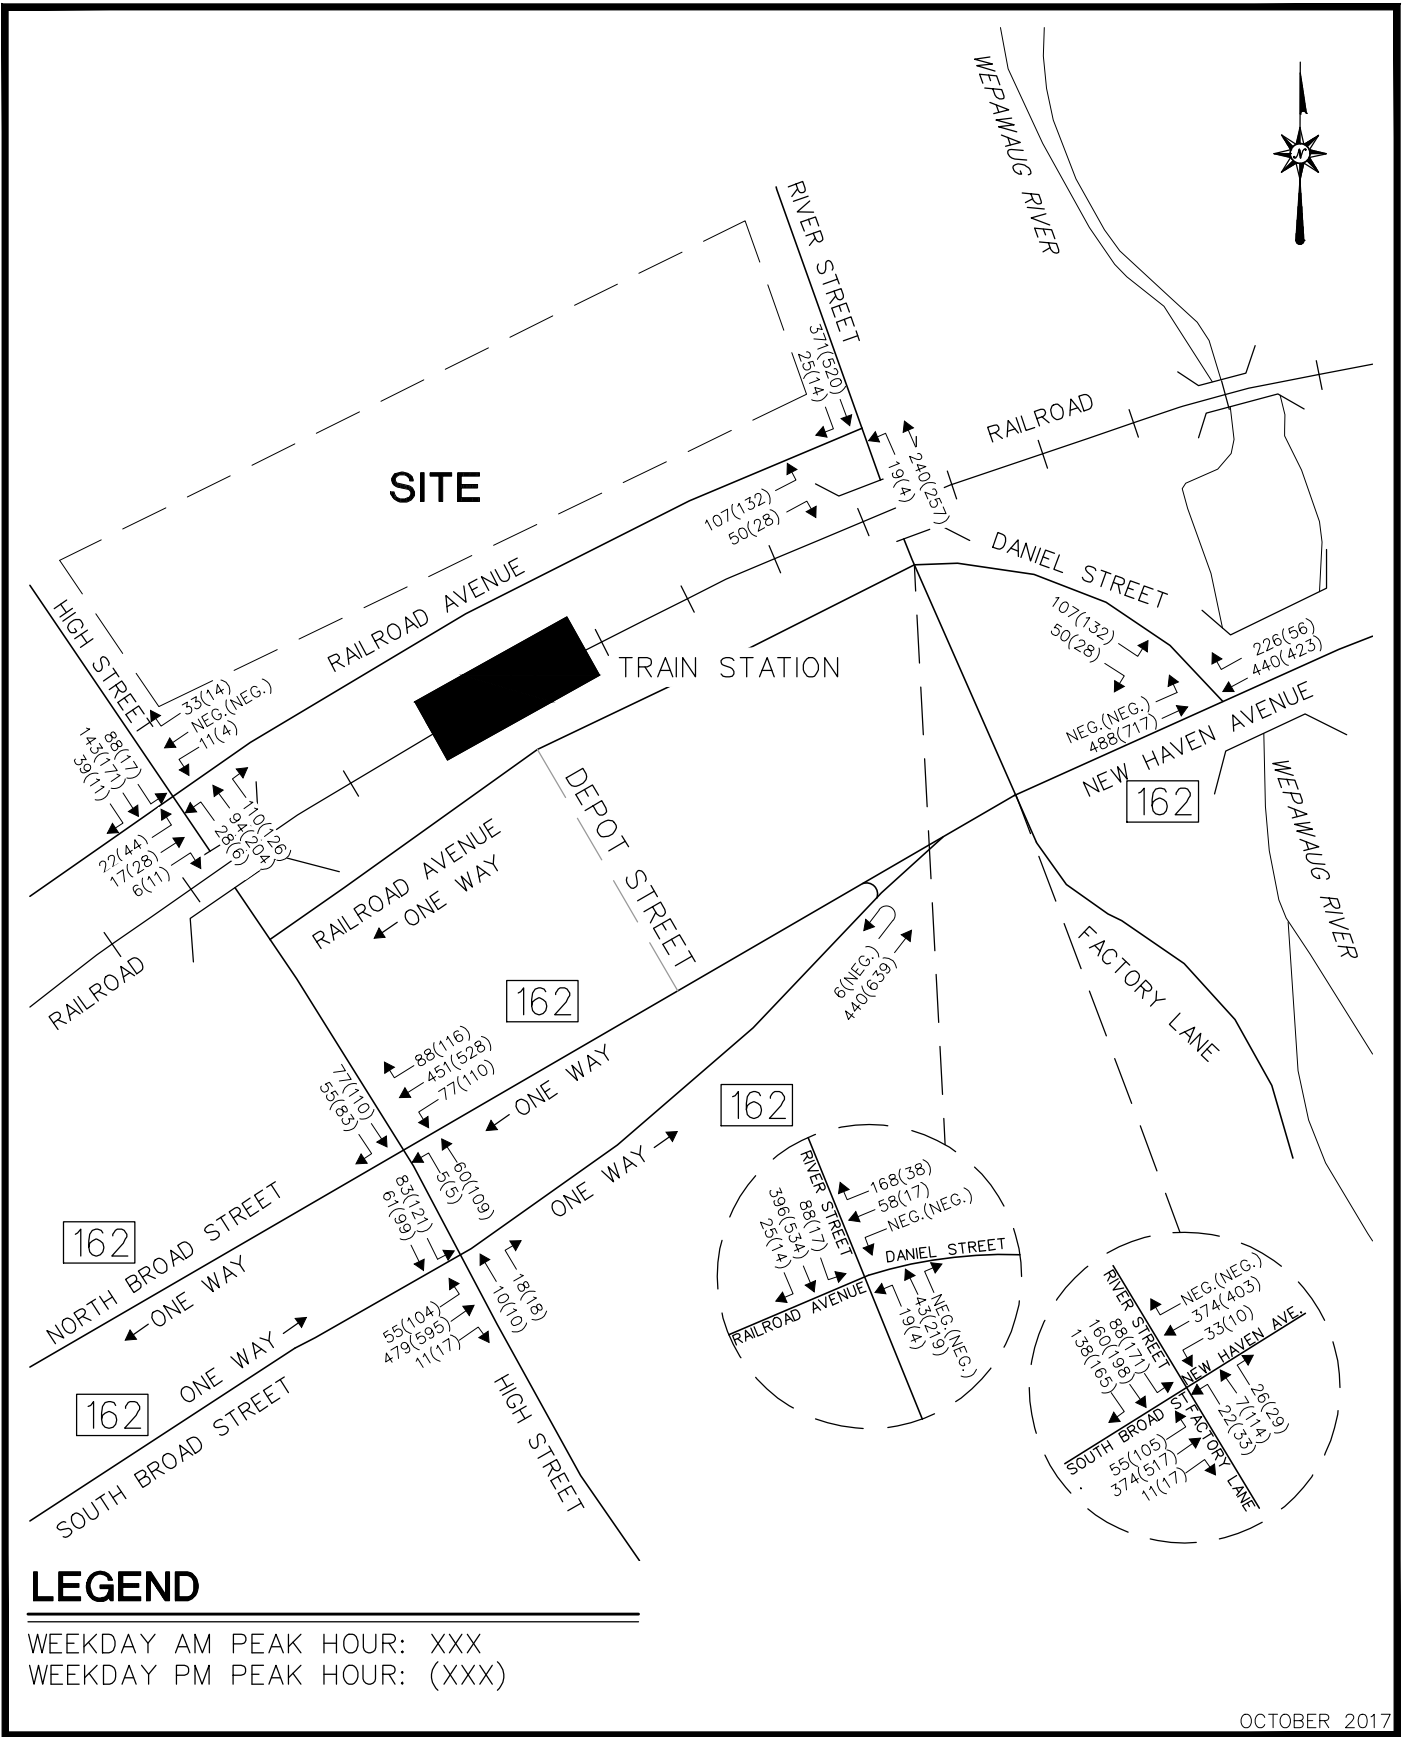 WEPAWAUG RIVER
N
RIVER STREET
371(520)
25(14)
RAILROAD
240(257)
19(4)
SITE
107(132)
50(28)
DANIEL STREET
RAILROAD AVENUE
HIGH STREET
107(132)
50(28)
226(56)
440(423)
TRAIN STATION
33(14)
NEG.(NEG.)
11(4)
NEG.(NEG.)
488(717)
NEW HAVEN AVENUE
88(17)
143(171)
39(11)
162
WEPAWAUG RIVER
DEPOT STREET
110(126)
94(204)
28(6)
22(44)
17(28)
6(11)
RAILROAD AVENUE
ONE WAY
RAILROAD
6(NEG.)
440(639)
FACTORY LANE
162
88(116)
451(528)
77(110)
77(110)
55(83)
ONE WAY
162
60(109)
5(5)
83(121)
61(99)
ONE WAY
RIVER STREET
168(38)
58(17)
NEG.(NEG.)
88(17)
396(534)
25(14)
DANIEL STREET
RAILROAD AVENUE
NEG.(NEG.)
43(219)
19(4)
NORTH BROAD STREET
162
ONE WAY
18(18)
10(10)
55(104)
479(595)
11(17)
RIVER STREET
NEG.(NEG.)
374(403)
33(10)
88(171)
160(198)
138(165)
NEW HAVEN AVE.
26(29)
7(114)
22(33)
SOUTH BROAD ST.
FACTORY LANE
55(105)
374(517)
11(17)
ONE WAY
162
SOUTH BROAD STREET
HIGH STREET
LEGEND
WEEKDAY AM PEAK HOUR: XXX
WEEKDAY PM PEAK HOUR: (XXX)
OCTOBER 2017